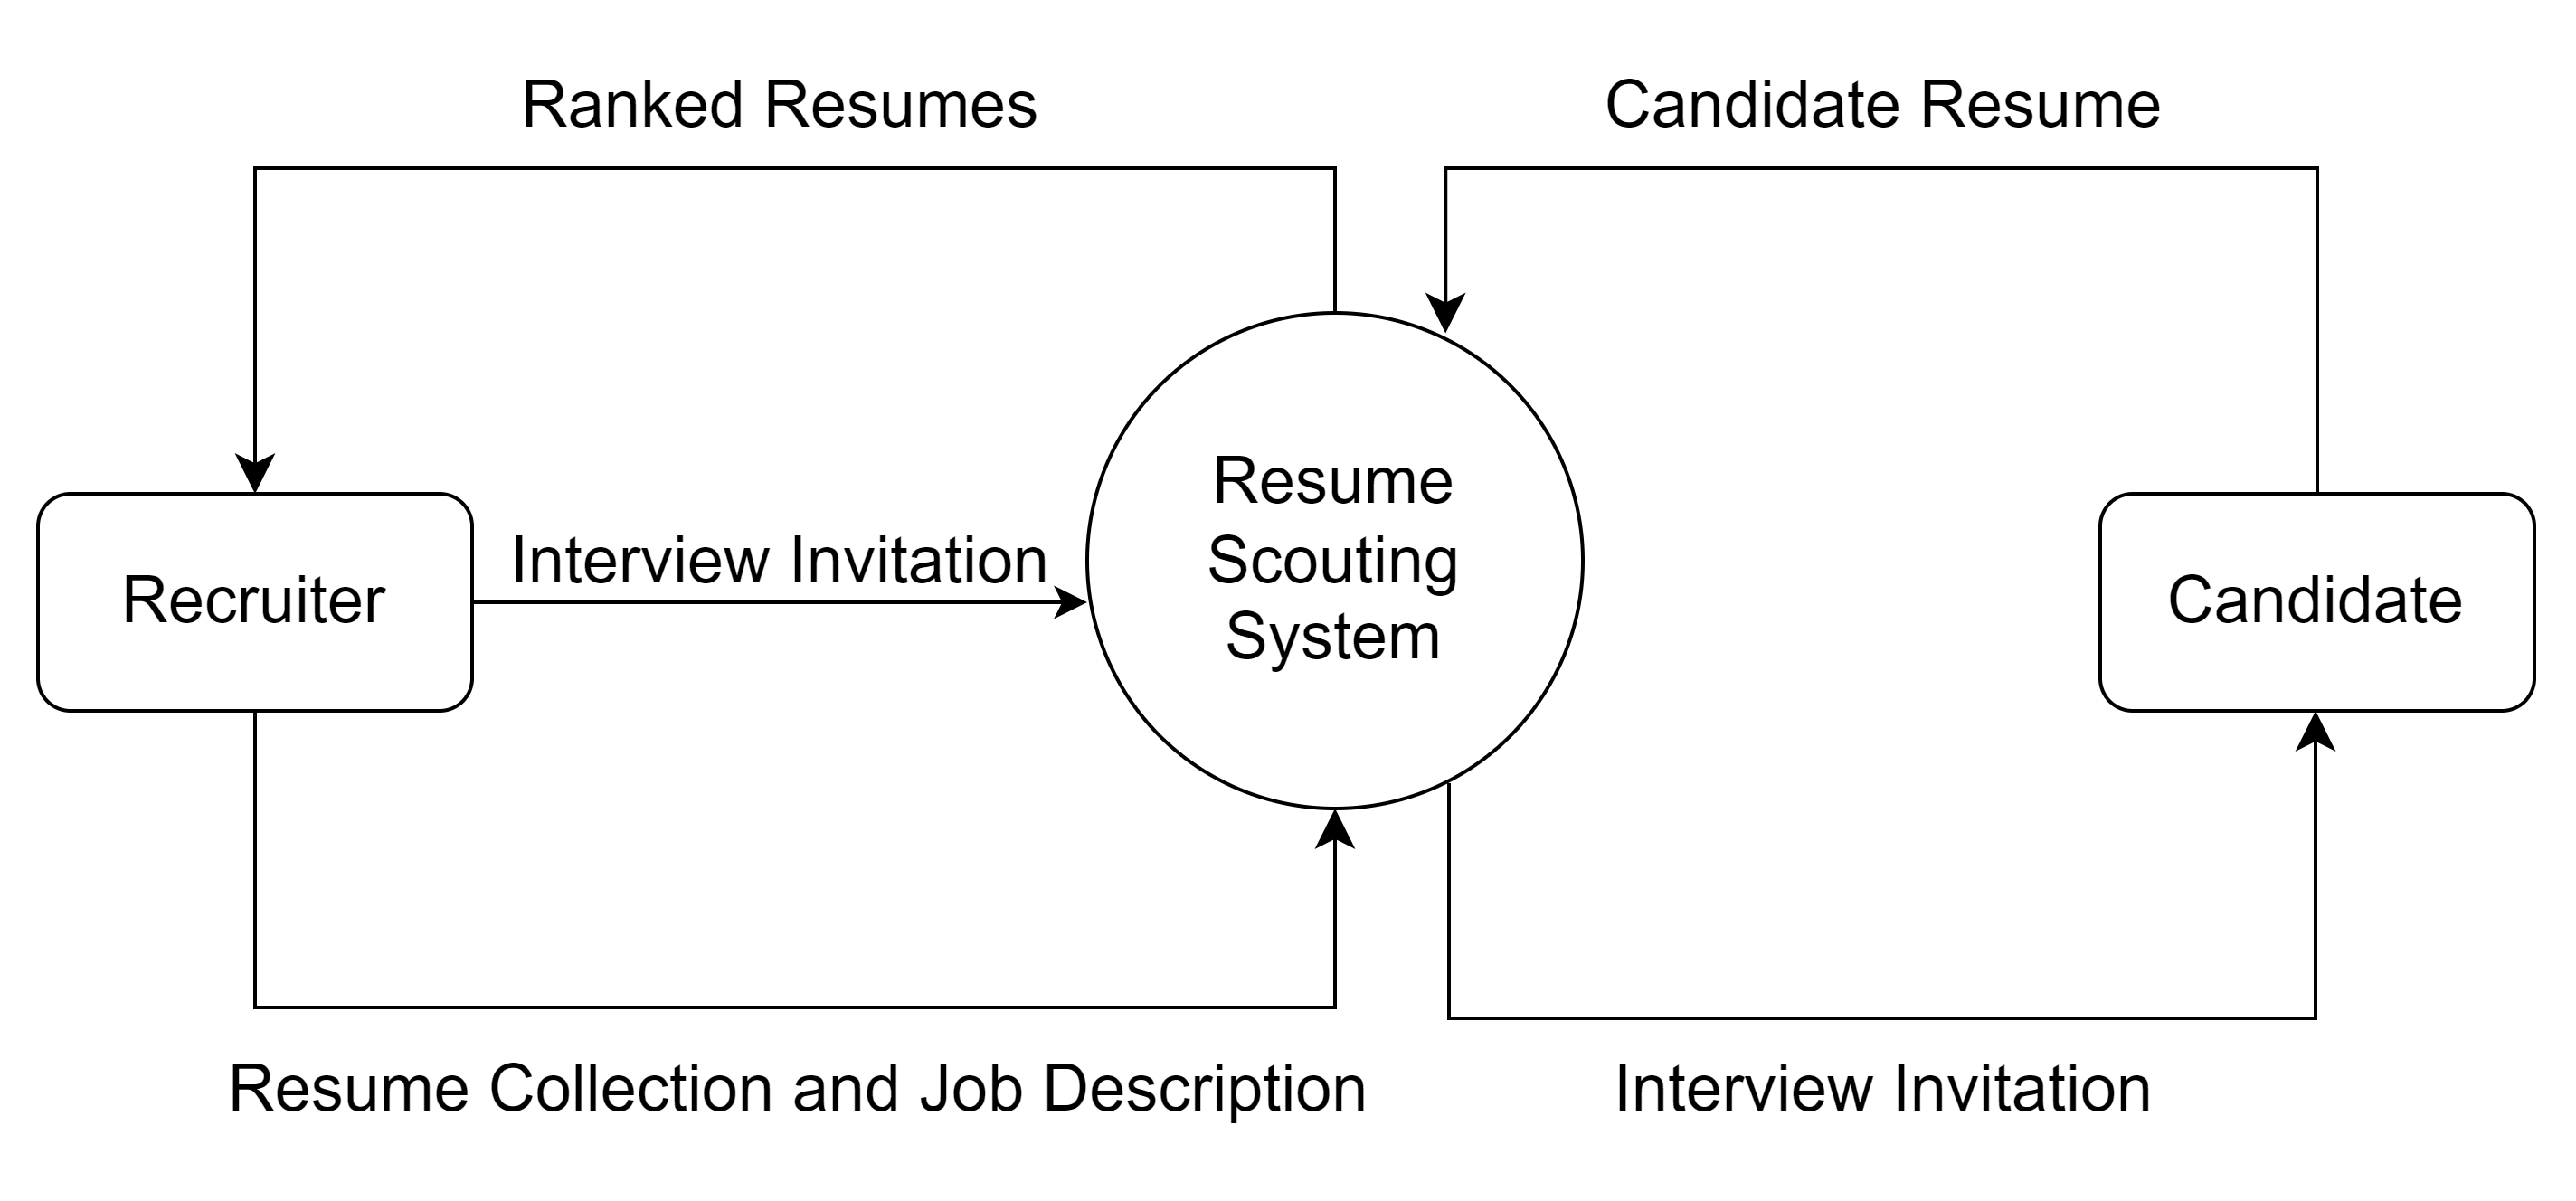 Ranked Resumes
Candidate Resume
Resume
Scouting
System
Interview Invitation
Recruiter
Candidate
Resume Collection and Job Description
Interview Invitation